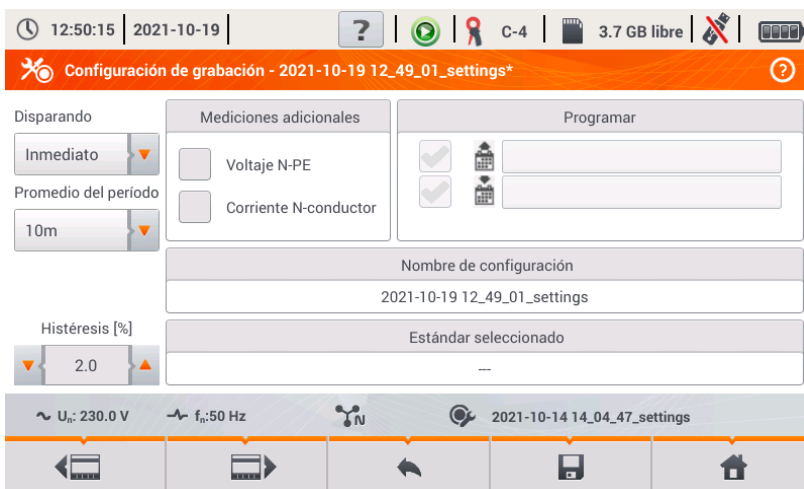 12:50:15 2021-10-19 ? C-4 3.7 GB libre
Configuración de grabación - 2021-10-19 12_49_01_settings* ?
Disparando
Inmediato
Promedio del período
10m
Histéresis [%]
2.0
Mediciones adicionales
Voltaje N-PE
Corriente N-conductor
Programar
Nombre de configuración
2021-10-19 12_49_01_settings
Estándar seleccionado
---
Un: 230.0 V fn:50 Hz N 2021-10-14 14_04_47_settings